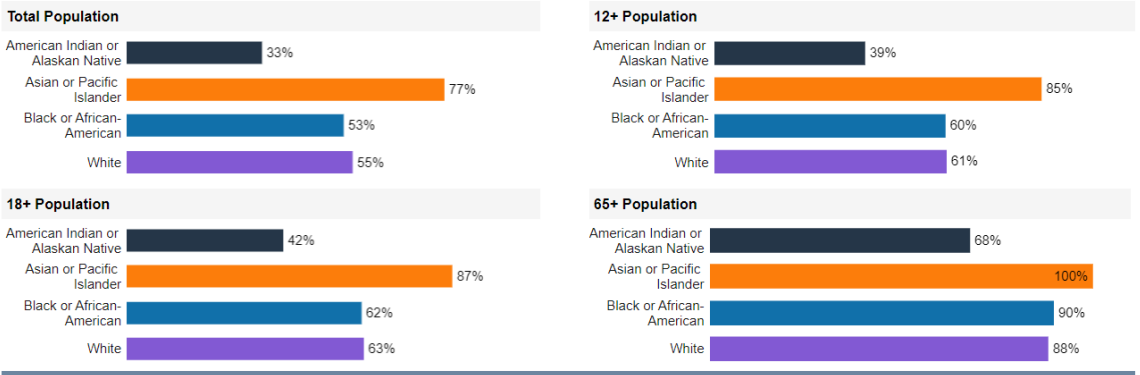 Total Population
American Indian or
Alaskan Native
33%
Asian or Pacific
Islander
77%
Black or African-
American
53%
White
55%
12+ Population
American Indian or
Alaskan Native
39%
Asian or Pacific
Islander
85%
Black or African-
American
60%
White
61%
18+ Population
American Indian or
Alaskan Native
42%
Asian or Pacific
Islander
87%
Black or African-
American
62%
White
63%
65+ Population
American Indian or
Alaskan Native
68%
Asian or Pacific
Islander
100%
Black or African-
American
90%
White
88%